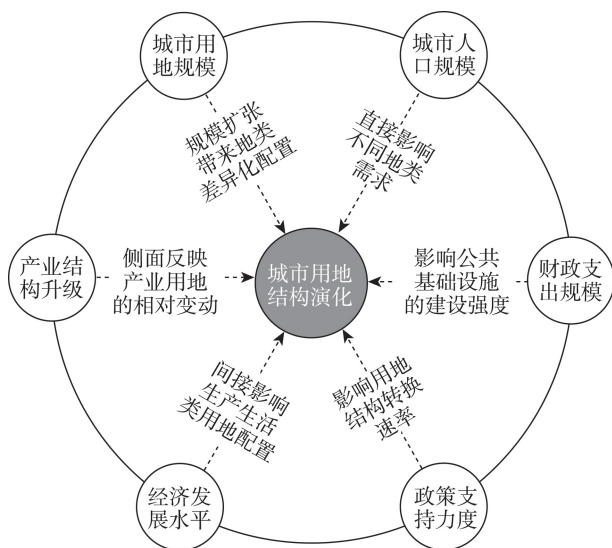 城市用
地规模
城市人
口规模
规模扩张
带来地类
差异化配置
直接影响
不同地类
需求
产业结
构升级
侧面反映
产业用地
的相对变动
城市用地
结构演化
影响公共
基础设施
的建设强度
财政支
出规模
间接影响
生产生活
类用地配置
影响用地
结构转换
速率
经济发
展水平
政策支
持力度